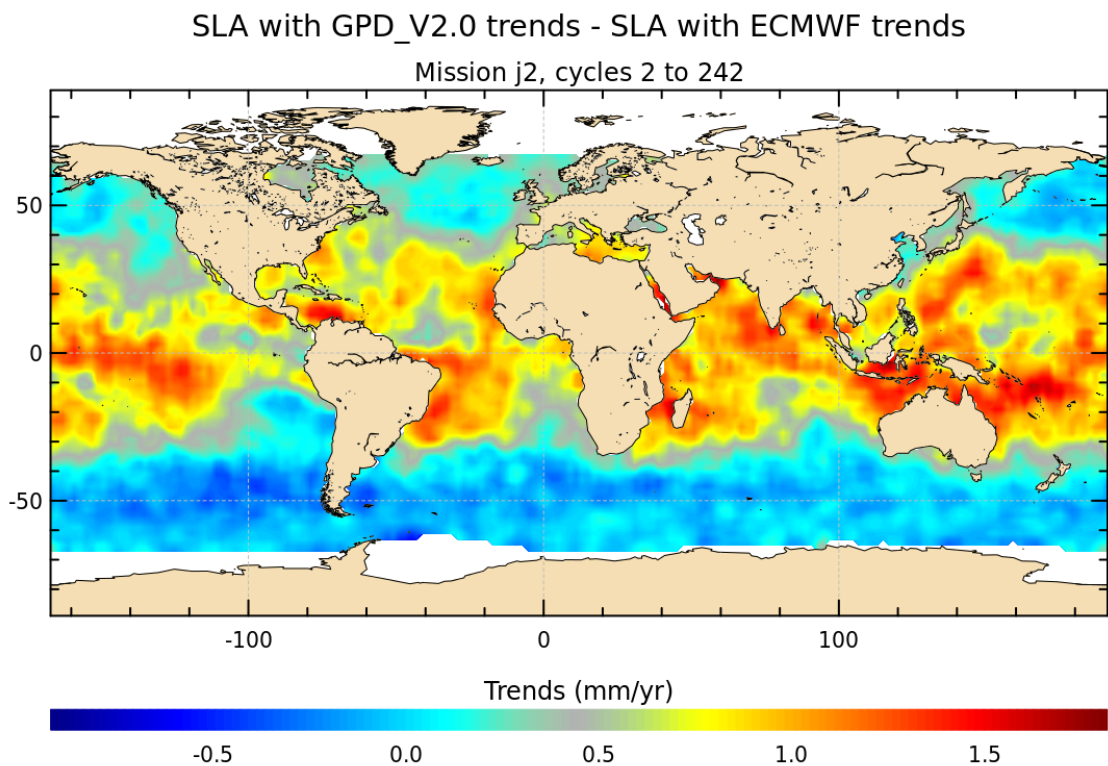 SLA with GPD_V2.0 trends - SLA with ECMWF trends
Mission j2, cycles 2 to 242
50
0
-50
-100 0 100
Trends (mm/yr)
-0.5 0.0 0.5 1.0 1.5